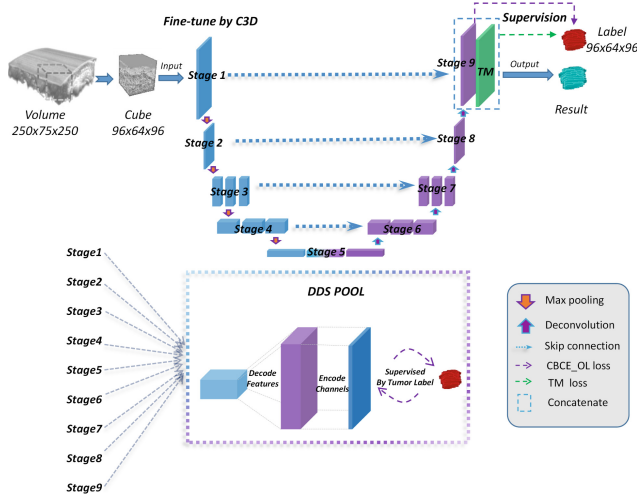 Fine-tune by C3D
Supervision
Label
96x64x96
Input
Stage 1
Stage 9
TM
Output
Volume
250x75x250
Cube
96x64x96
Result
Stage 2
Stage 8
Stage 3
Stage 7
Stage 4
Stage 6
Stage 5
Stage1
Stage2
Stage3
Stage4
Stage5
Stage6
Stage7
Stage8
Stage9
DDS POOL
Decode
Features
Encode
Channels
Supervised
By Tumor Label
Max pooling
Deconvolution
Skip connection
CBCE_OL loss
TM loss
Concatenate